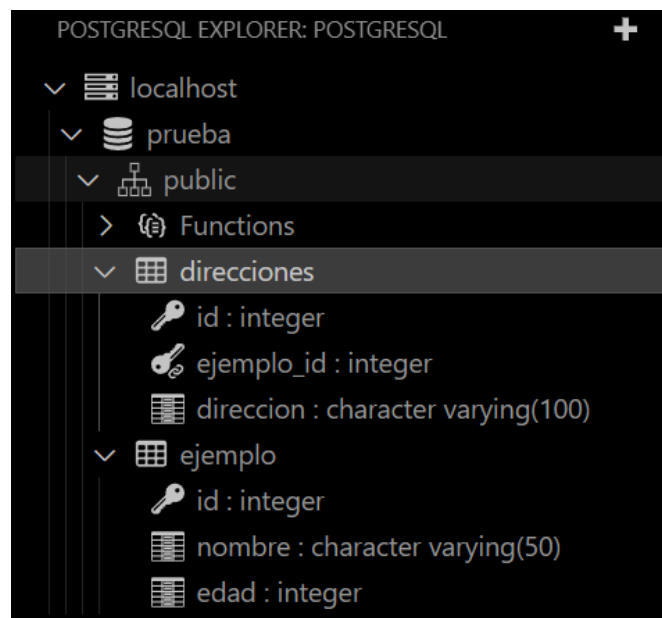 POSTGRESQL EXPLORER: POSTGRESQL
localhost
prueba
public
Functions
direcciones
id : integer
ejemplo_id : integer
direccion : character varying(100)
ejemplo
id : integer
nombre : character varying(50)
edad : integer